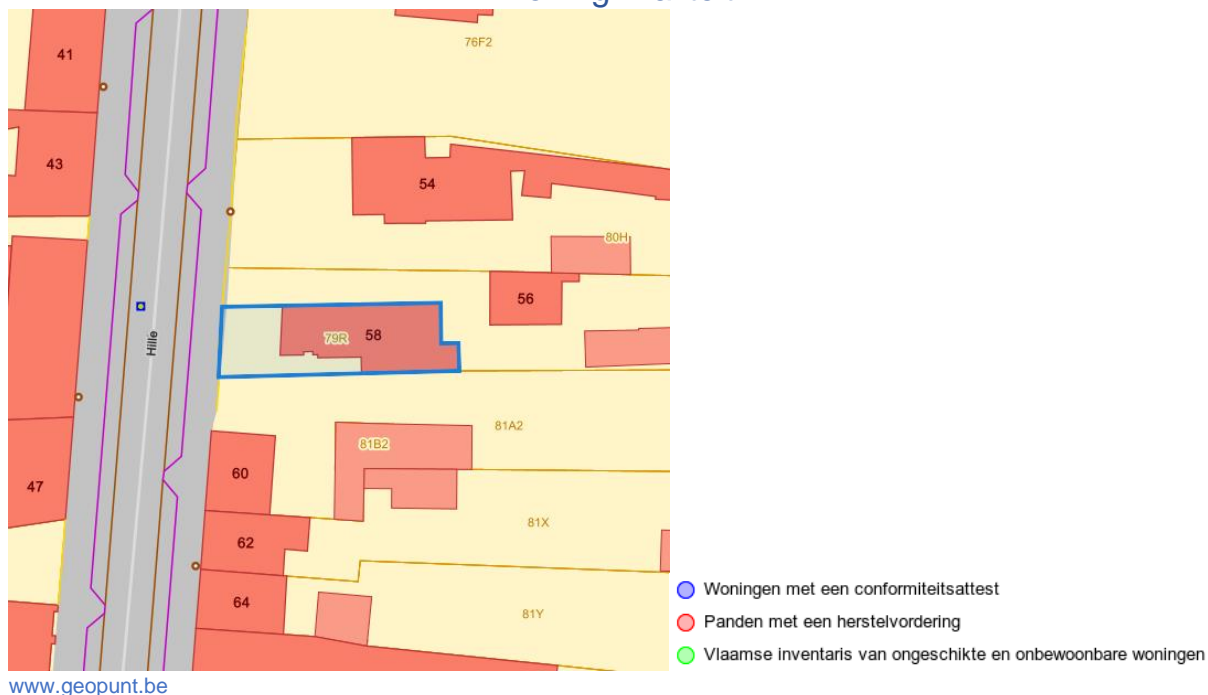 41
76F2
43
54
80H
56
79R
58
Hille
81A2
81B2
60
47
81X
62
64
81Y
Woningen met een conformiteitsattest
Panden met een herstelvordering
Vlaamse inventaris van ongeschikte en onbewoonbare woningen
www.geopunt.be